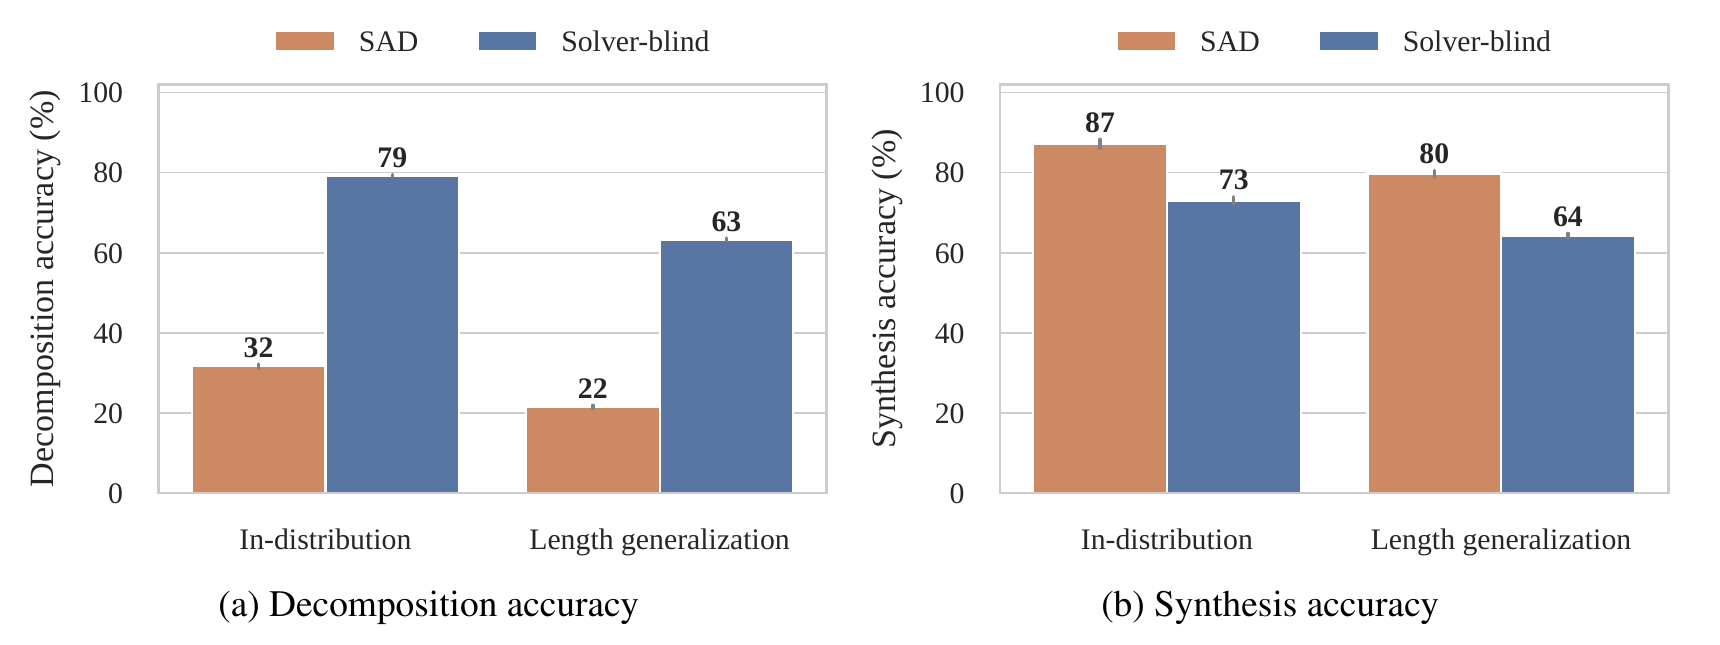 SAD Solver-blind
Decomposition accuracy (%)
100
80
60
40
20
0
32
79
22
63
In-distribution Length generalization
(a) Decomposition accuracy
SAD Solver-blind
Synthesis accuracy (%)
100
80
60
40
20
0
87
73
80
64
In-distribution Length generalization
(b) Synthesis accuracy